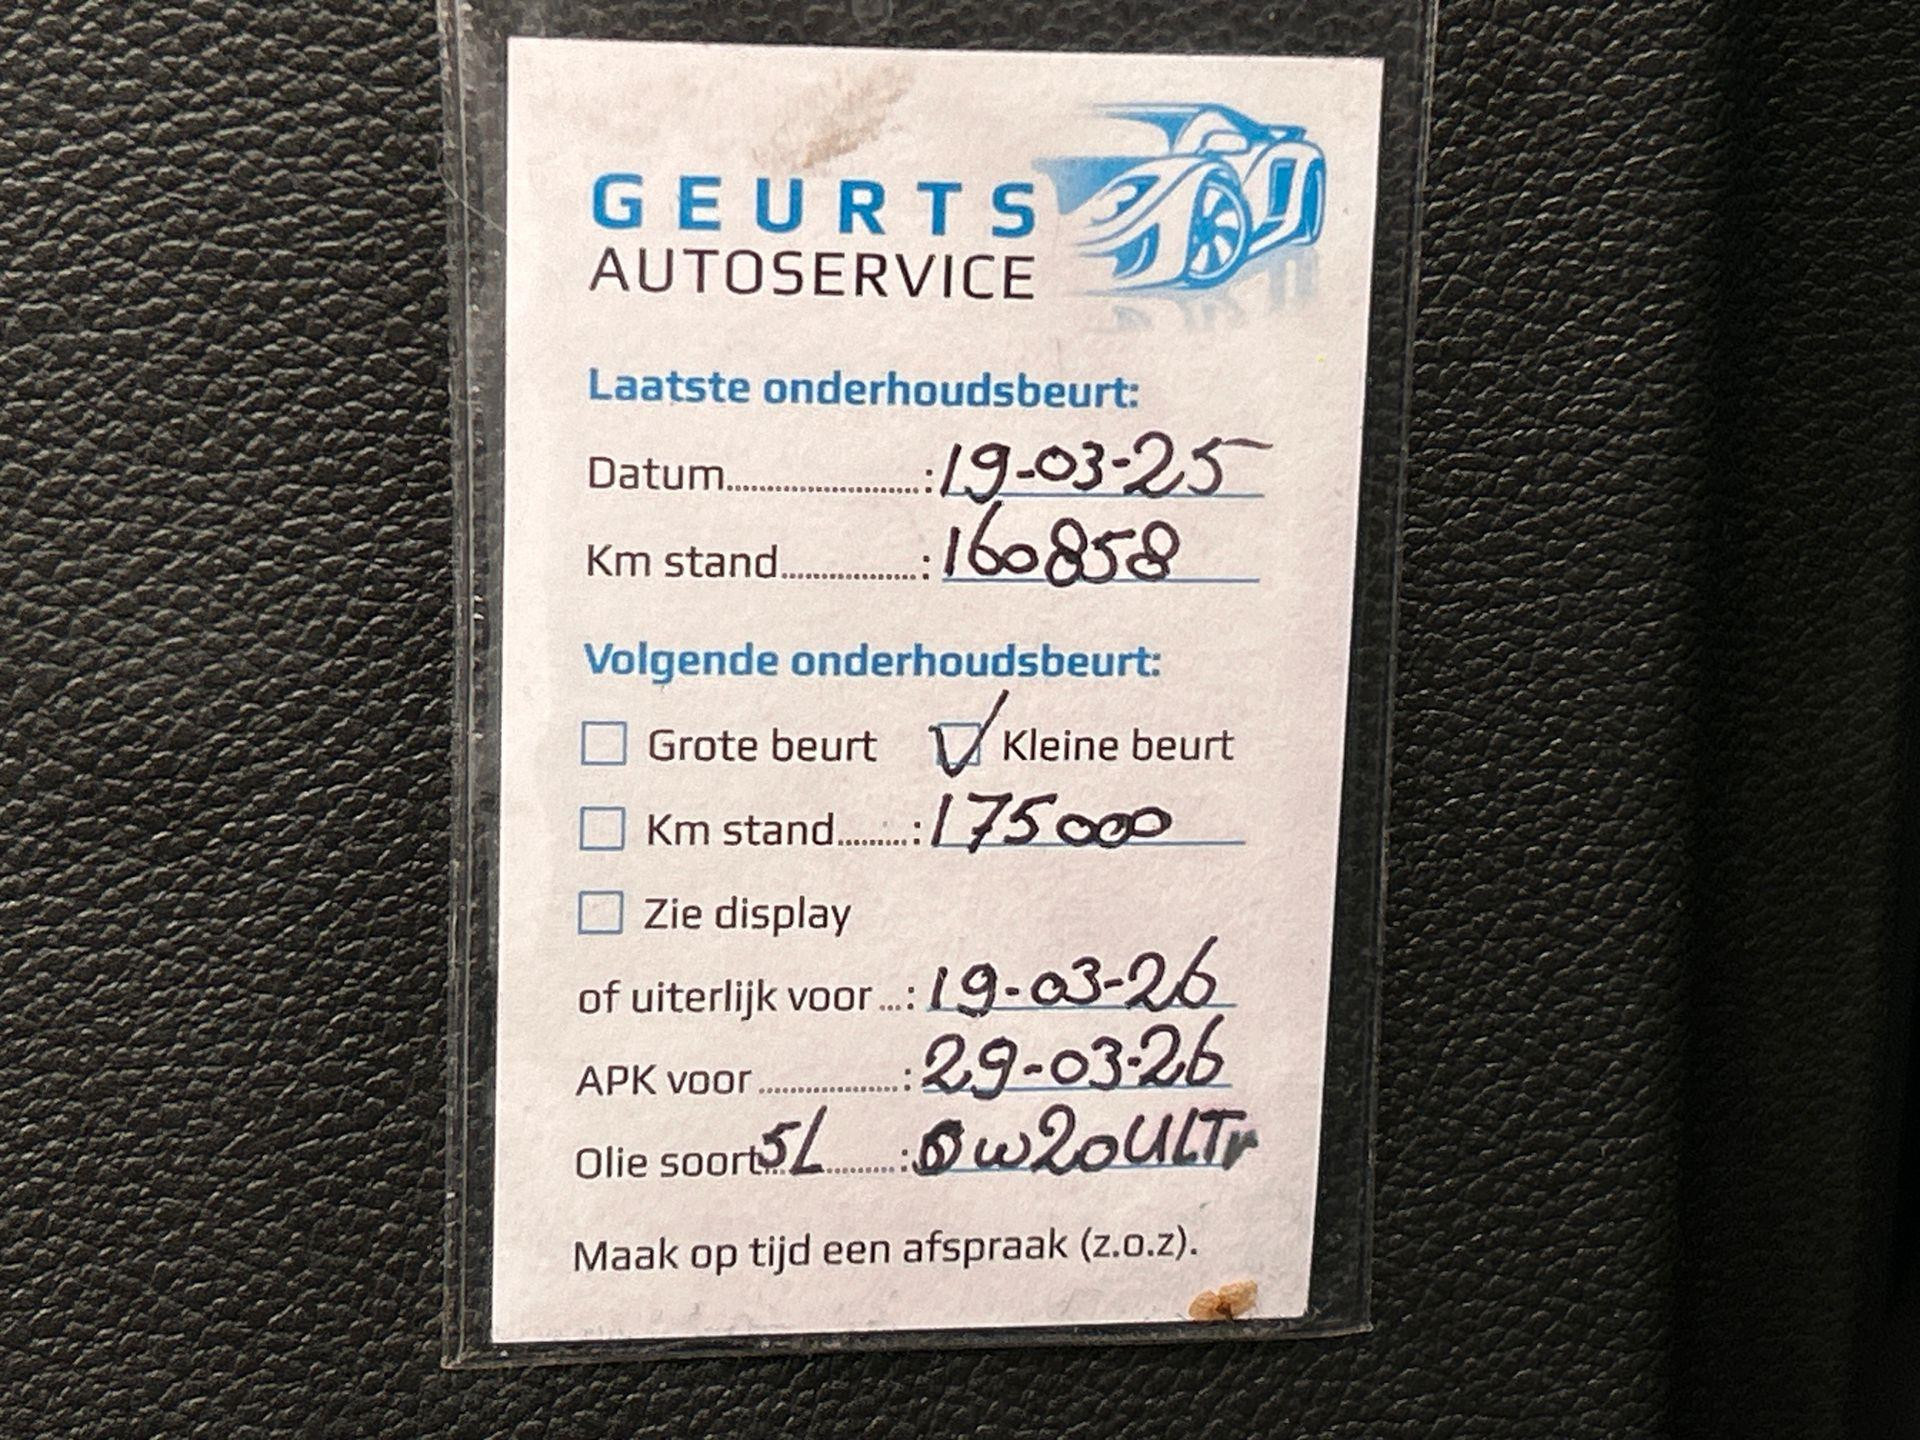 GEURTS
AUTOSERVICE
Laatste onderhoudsbeurt:
Datum......................:19-03-25
Km stand................:160858
Volgende onderhoudsbeurt:
Grote beurt Kleine beurt
Km stand.........:175000
Zie display
of uiterlijk voor...:19-03-26
APK voor................:29-03-26
Olie soort 5L .........:0w20 ULTr
Maak op tijd een afspraak (z.o.z).